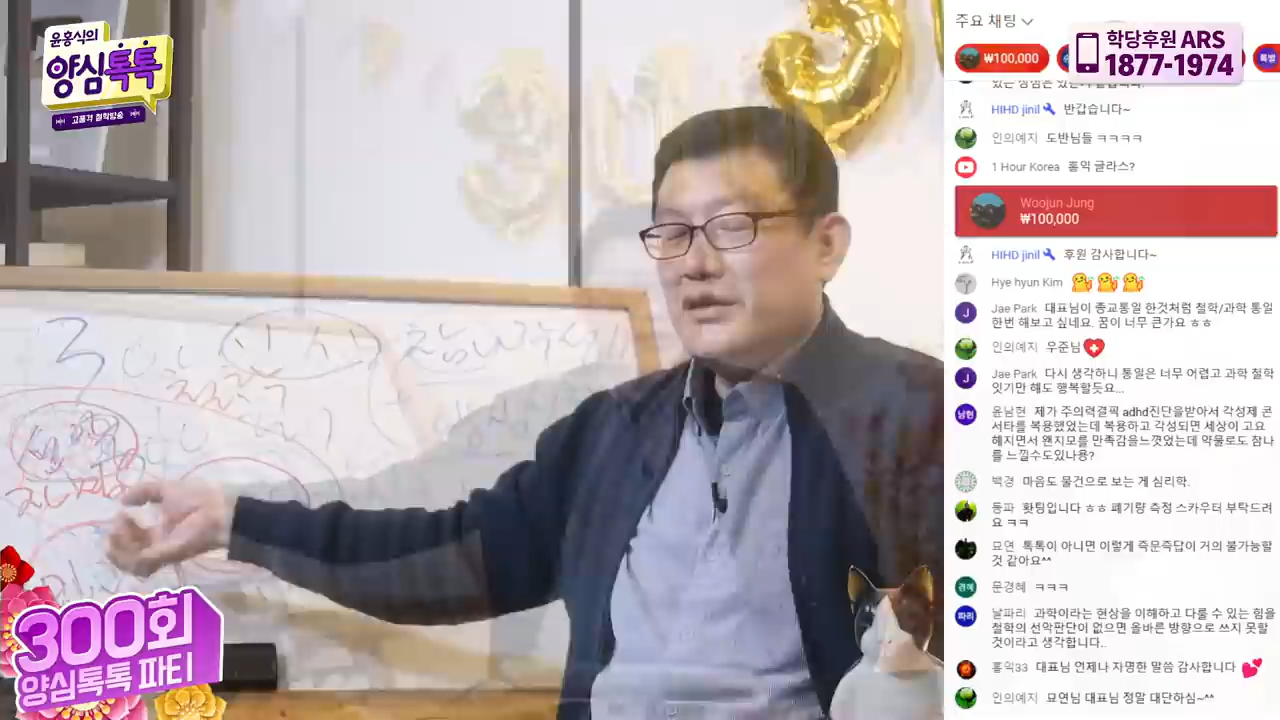 윤홍식의
양심톡톡
고품격 철학방송
300회
양심톡톡 파티
주요 채팅
₩100,000
학당후원 ARS
1877-1974
HIHD jinil 반갑습니다~
인의예지 도반님들 ㅋㅋㅋㅋ
1 Hour Korea 홍익 글라스?
Woojun Jung
₩100,000
HIHD jinil 후원 감사합니다~
Hye hyun Kim
Jae Park 대표님이 종교통일 한것처럼 철학/과학 통일
한번 해보고 싶네요. 꿈이 너무 큰가요 ㅎㅎ
인의예지 우준님
Jae Park 다시 생각하니 통일은 너무 어렵고 과학 철학
잇기만 해도 행복할듯요...
남현 윤남현 제가 주의력결핍 adhd진단을받아서 각성제 콘
서타를 복용했었는데 복용하고 각성되면 세상이 고요
해지면서 왠지모를 만족감을느꼇었는데 약물로도 참나
를 느낄수도있나용?
백경 마음도 물건으로 보는 게 심리학.
동파 홧팅입니다 ㅎㅎ 폐기량 측정 스카우터 부탁드려
요 ㅋㅋ
묘연 톡톡이 아니면 이렇게 즉문즉답이 거의 불가능할
것 같아요^^
경혜 문경혜 ㅋㅋㅋ
파리 날파리 과학이라는 현상을 이해하고 다룰 수 있는 힘을
철학의 선악판단이 없으면 올바른 방향으로 쓰지 못할
것이라고 생각합니다..
홍익33 대표님 언제나 자명한 말씀 감사합니다
인의예지 묘연님 대표님 정말 대단하심~^^